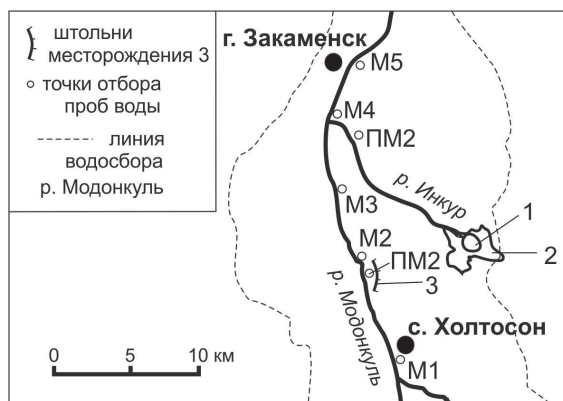 штольни
месторождения 3
точки отбора
проб воды
линия
водосбора
р. Модонкуль
г. Закаменск
М5
М4
ПМ2
р. Инкур
М3
1
2
М2
ПМ2
3
р. Модонкуль
с. Холтосон
М1
0 5 10 км